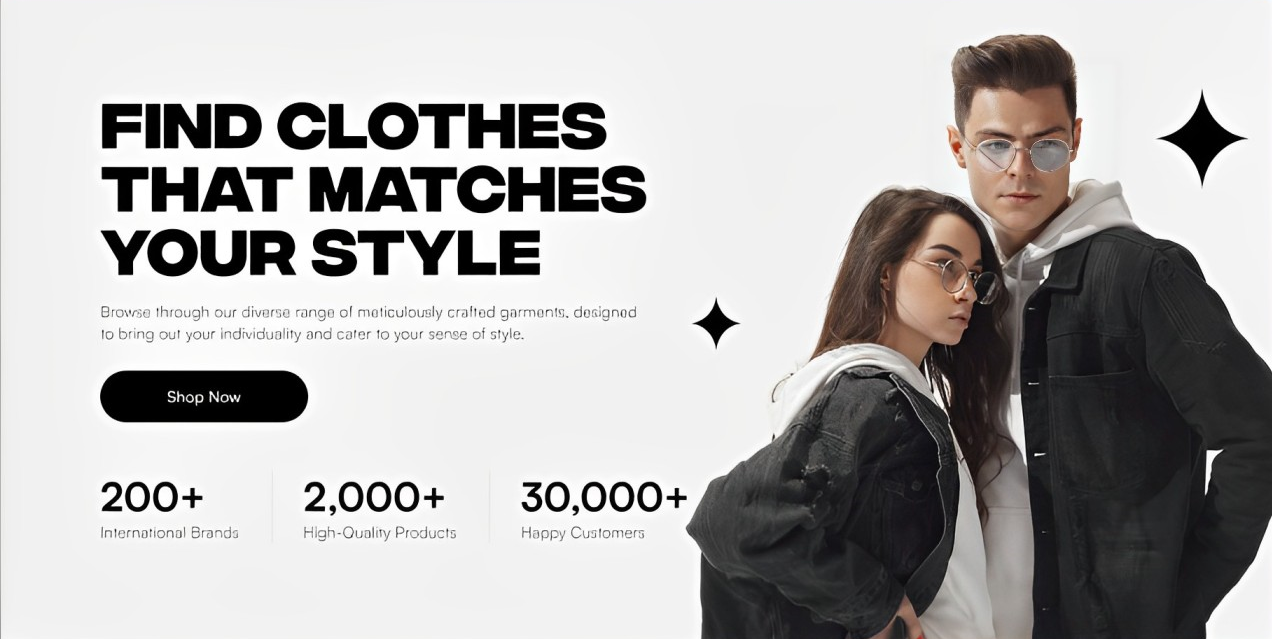 FIND CLOTHES
THAT MATCHES
YOUR STYLE
Browse through our diverse range of meticulously crafted garments, designed
to bring out your individuality and cater to your sense of style.
Shop Now
200+
International Brands
2,000+
High-Quality Products
30,000+
Happy Customers